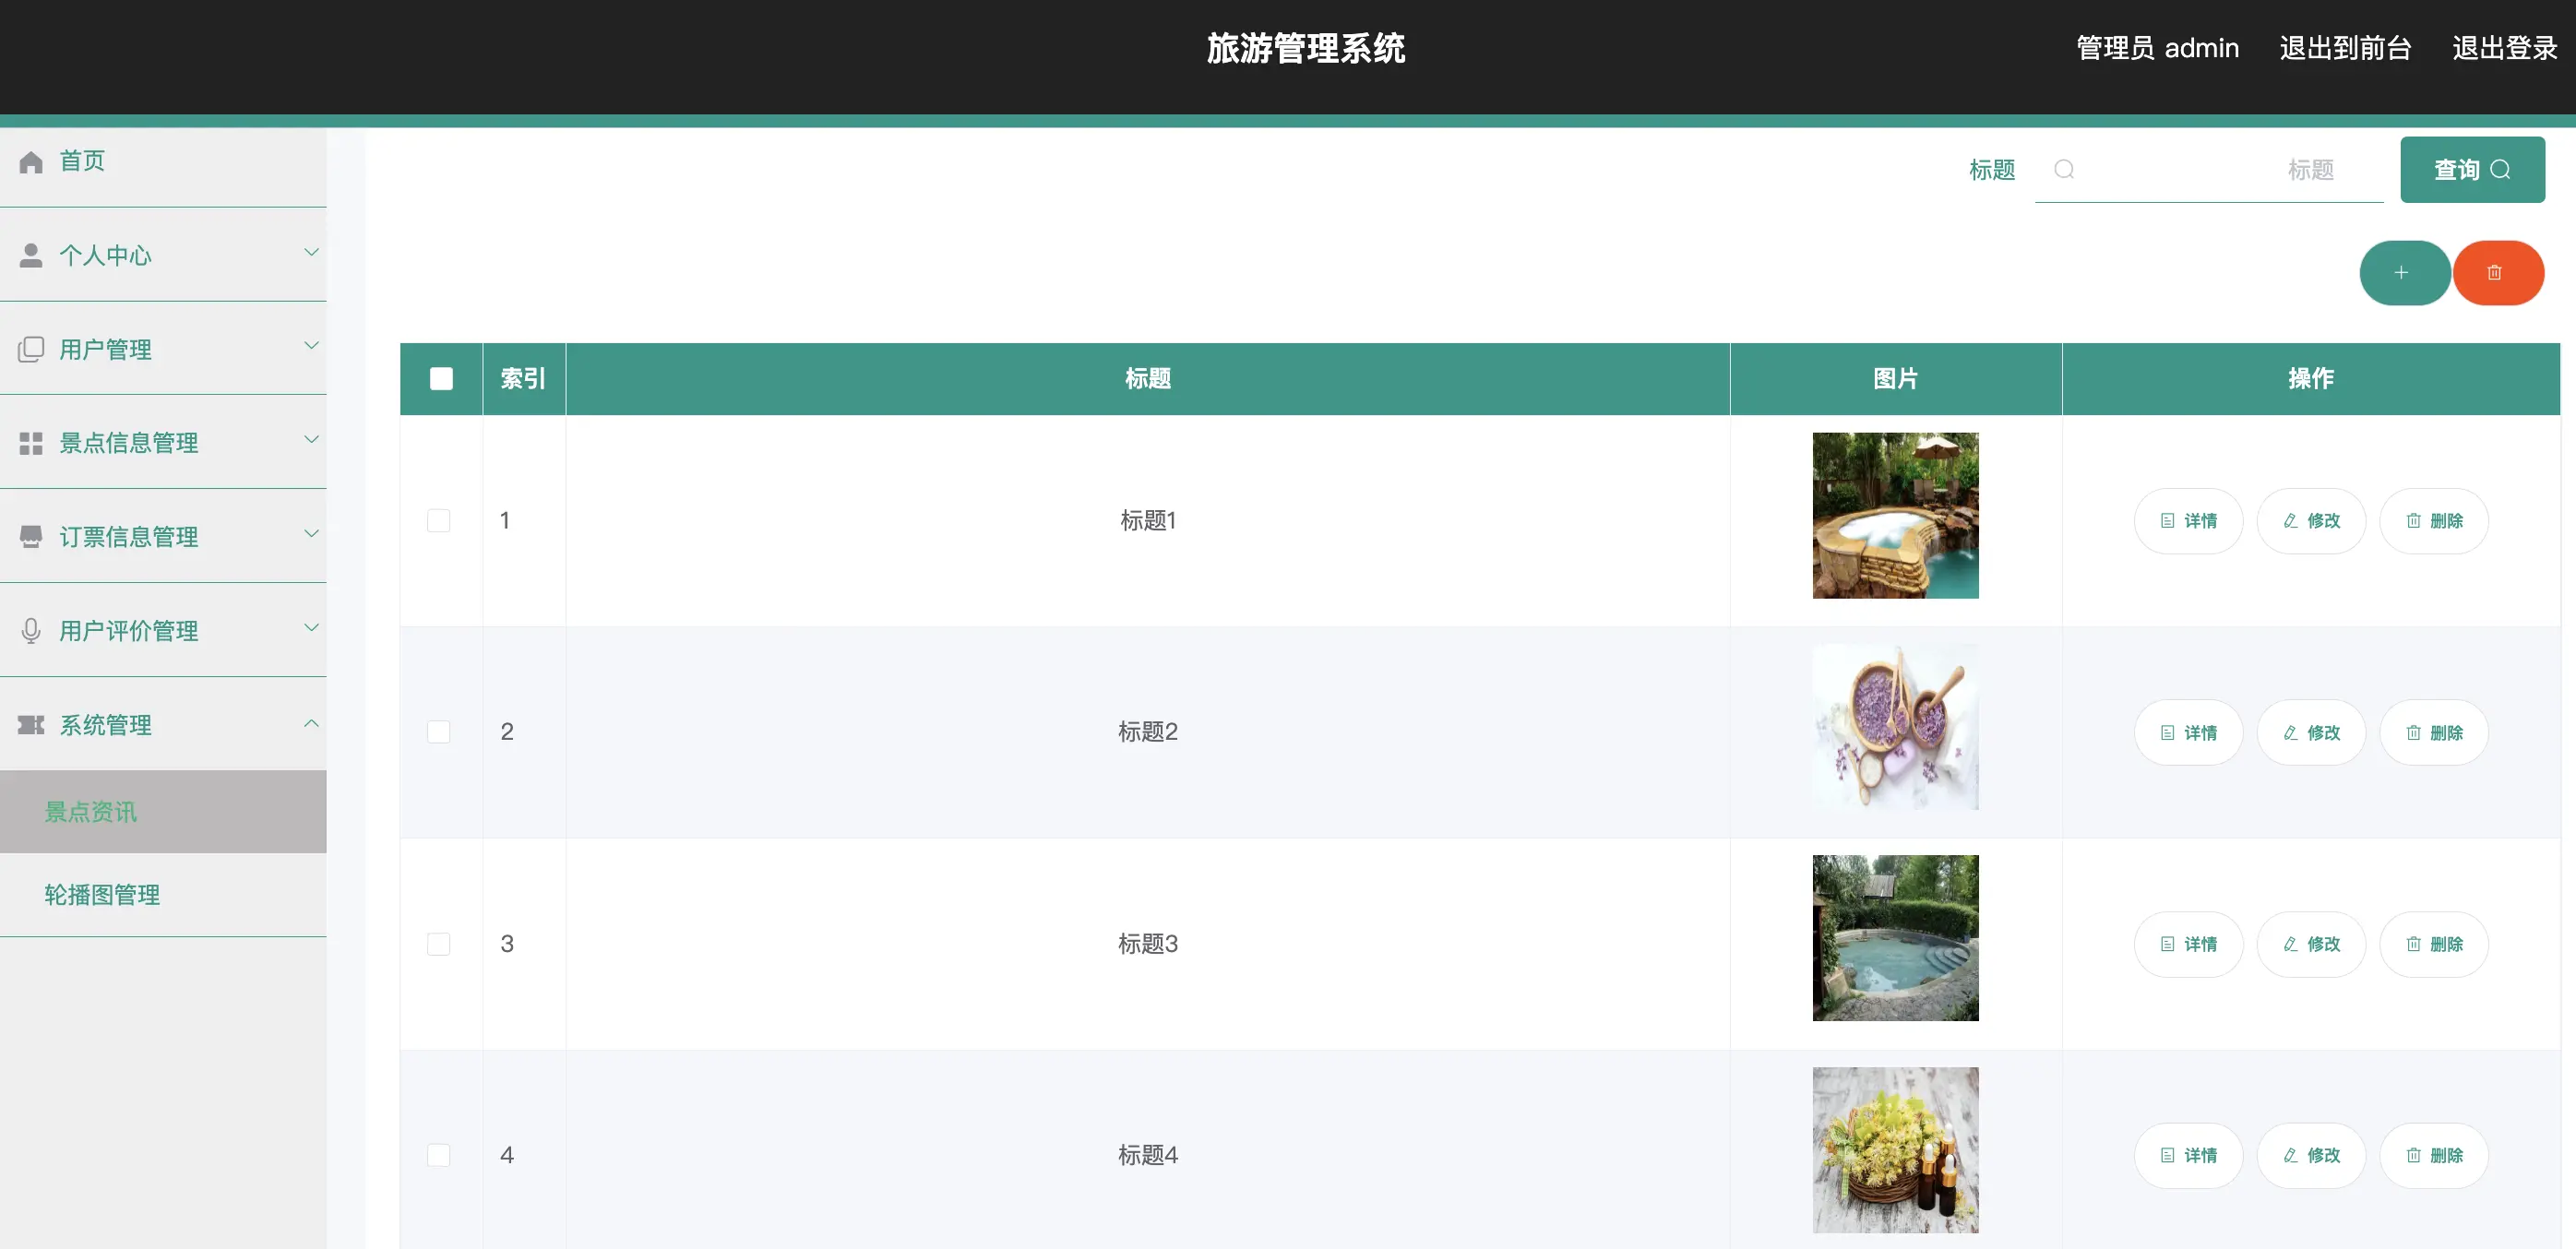 旅游管理系统
管理员 admin 退出到前台 退出登录
首页
个人中心
用户管理
景点信息管理
订票信息管理
用户评价管理
系统管理
景点资讯
轮播图管理
标题 标题 查询
索引 标题 图片 操作
1 标题1 详情 修改 删除
2 标题2 详情 修改 删除
3 标题3 详情 修改 删除
4 标题4 详情 修改 删除